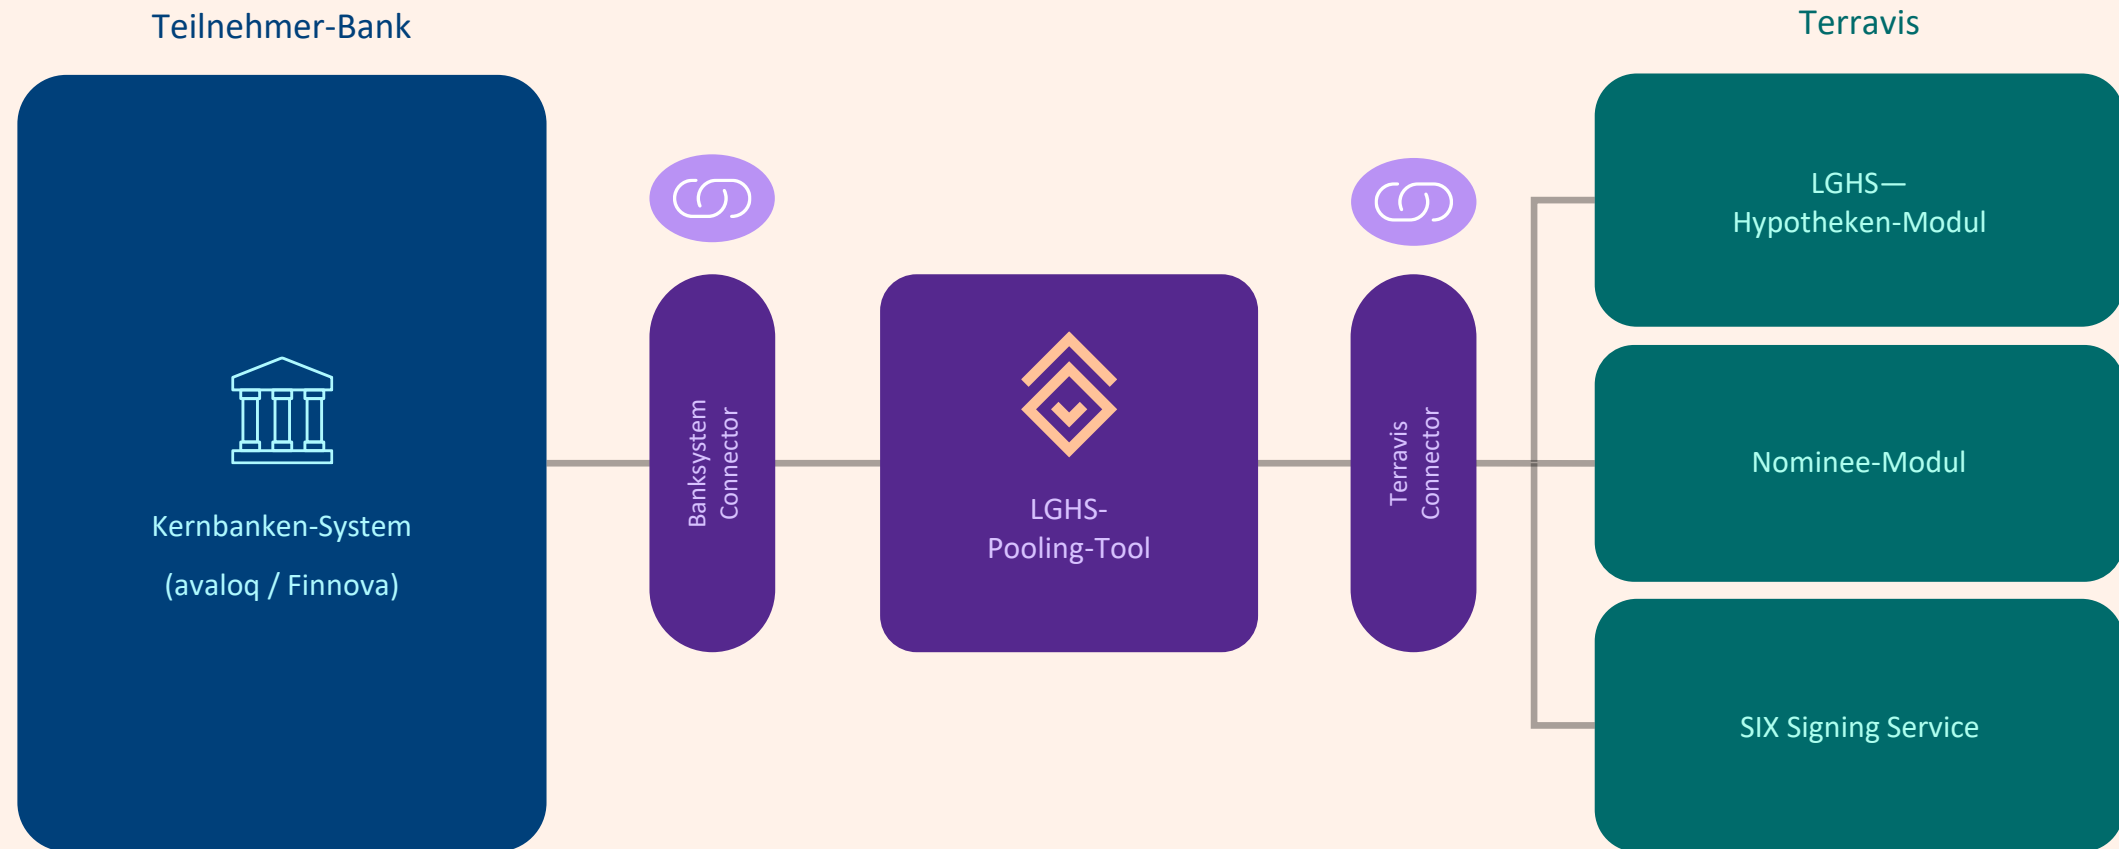 Teilnehmer-Bank
Terravis
Kernbanken-System
(avaloq / Finnova)
Banksystem
Connector
LGHS-
Pooling-Tool
Terravis
Connector
LGHS—
Hypotheken-Modul
Nominee-Modul
SIX Signing Service